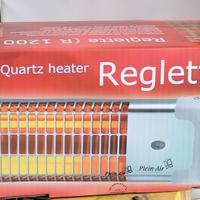 Reglette (R 1200
Quartz heater Reglett
Plein Air